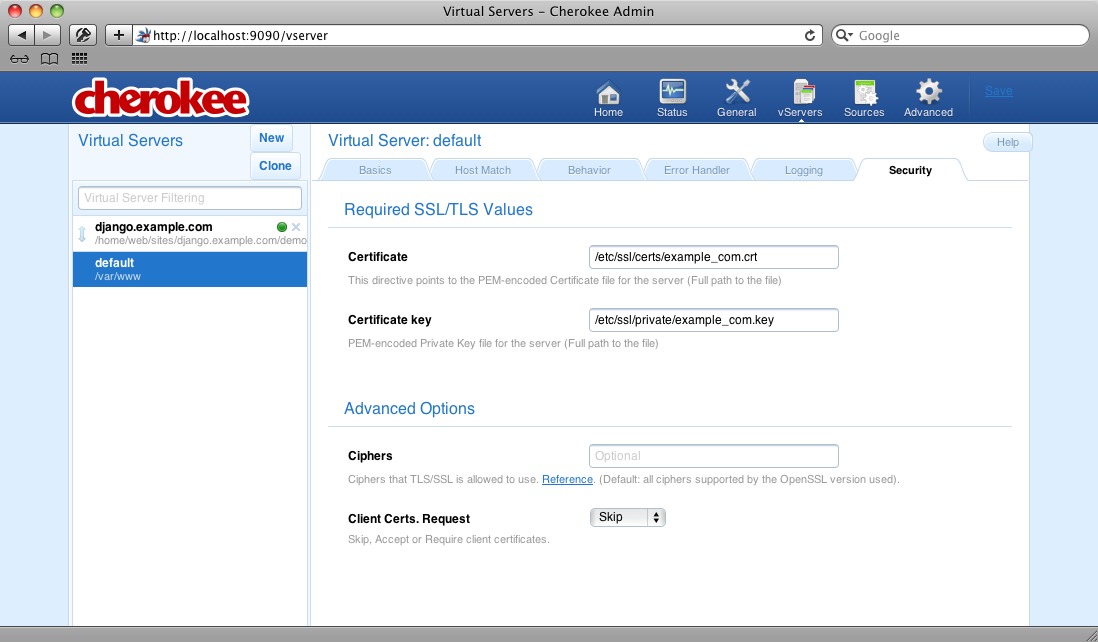 Virtual Servers – Cherokee Admin
http://localhost:9090/vserver
Google
cherokee
Home
Status
General
vServers
Sources
Advanced
Save
Virtual Servers
New
Clone
Virtual Server Filtering
django.example.com
/home/web/sites/django.example.com/demo
default
/var/www
Virtual Server: default
Help
Basics
Host Match
Behavior
Error Handler
Logging
Security
Required SSL/TLS Values
Certificate
/etc/ssl/certs/example_com.crt
This directive points to the PEM-encoded Certificate file for the server (Full path to the file)
Certificate key
/etc/ssl/private/example_com.key
PEM-encoded Private Key file for the server (Full path to the file)
Advanced Options
Ciphers
Optional
Ciphers that TLS/SSL is allowed to use. Reference. (Default: all ciphers supported by the OpenSSL version used).
Client Certs. Request
Skip
Skip, Accept or Require client certificates.